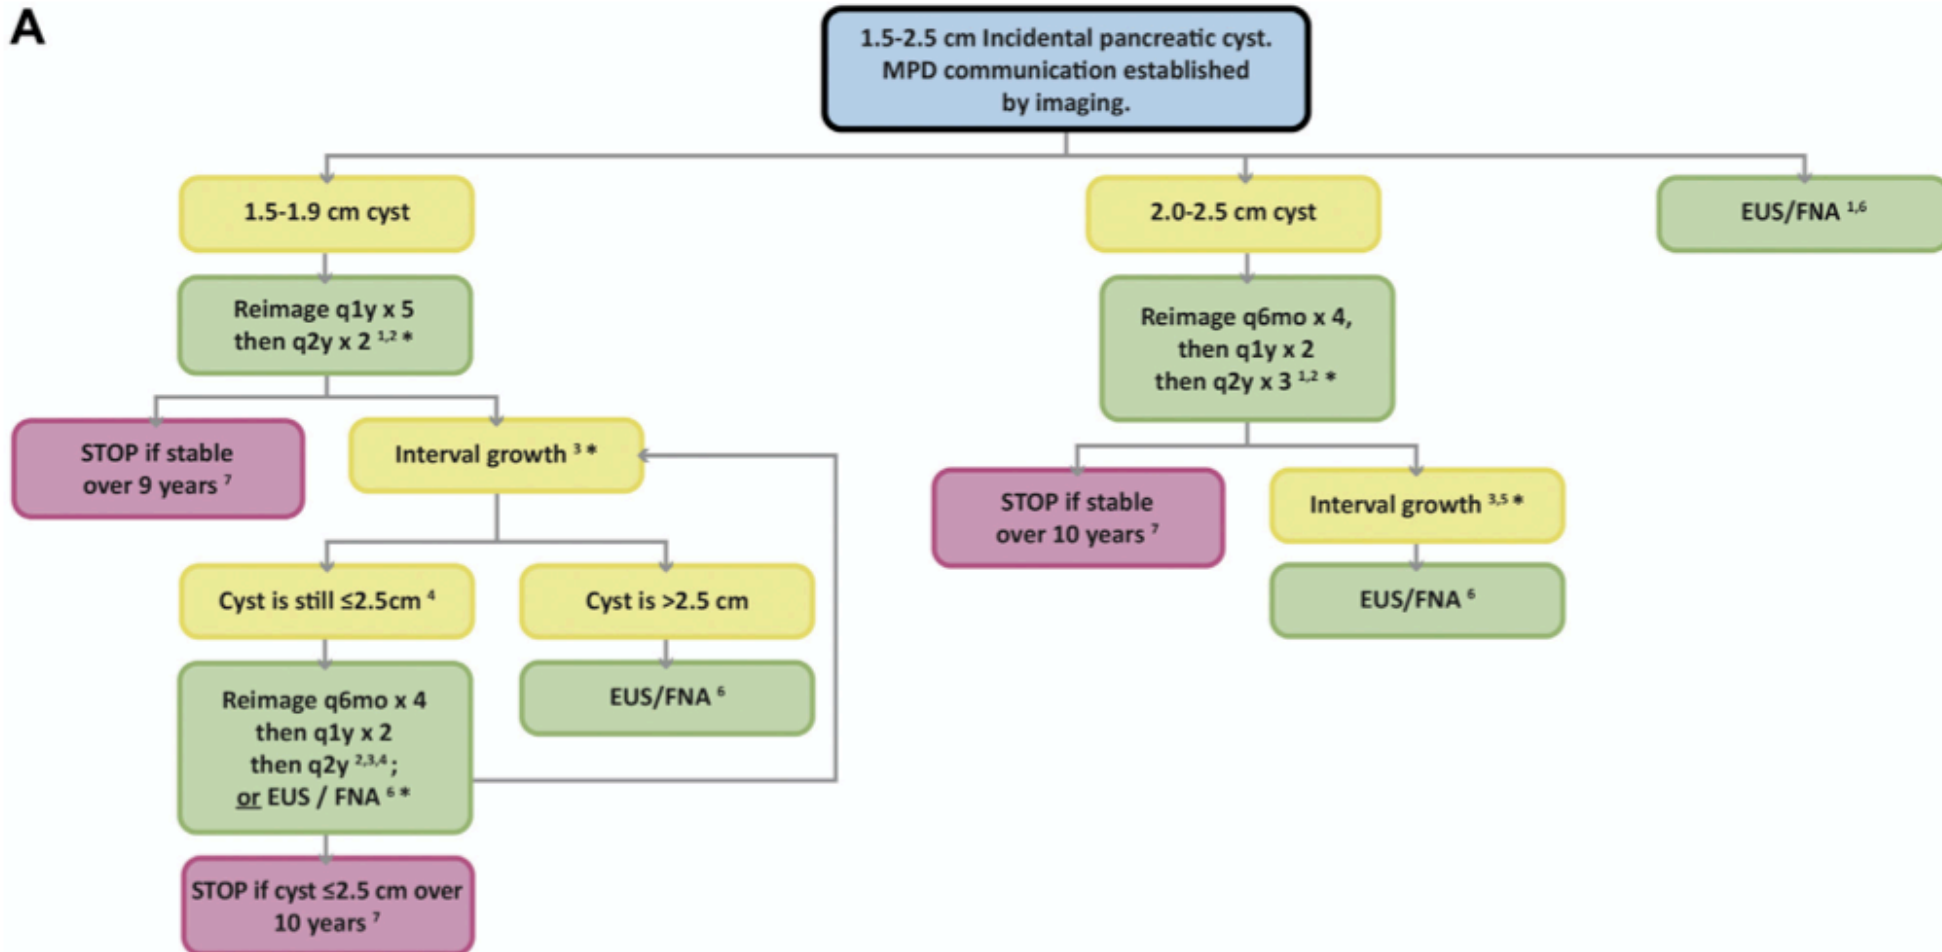 A
1.5-2.5 cm Incidental pancreatic cyst.
MPD communication established
by imaging.
1.5-1.9 cm cyst
2.0-2.5 cm cyst
EUS/FNA 1,6
Reimage q1y x 5
then q2y x 2 1,2 *
Reimage q6mo x 4,
then q1y x 2
then q2y x 3 1,2 *
STOP if stable
over 9 years 7
Interval growth 3 *
STOP if stable
over 10 years 7
Interval growth 3,5 *
Cyst is still ≤2.5cm 4
Cyst is >2.5 cm
EUS/FNA 6
Reimage q6mo x 4
then q1y x 2
then q2y 2,3,4 ;
or EUS / FNA 6 *
EUS/FNA 6
STOP if cyst ≤2.5 cm over
10 years 7